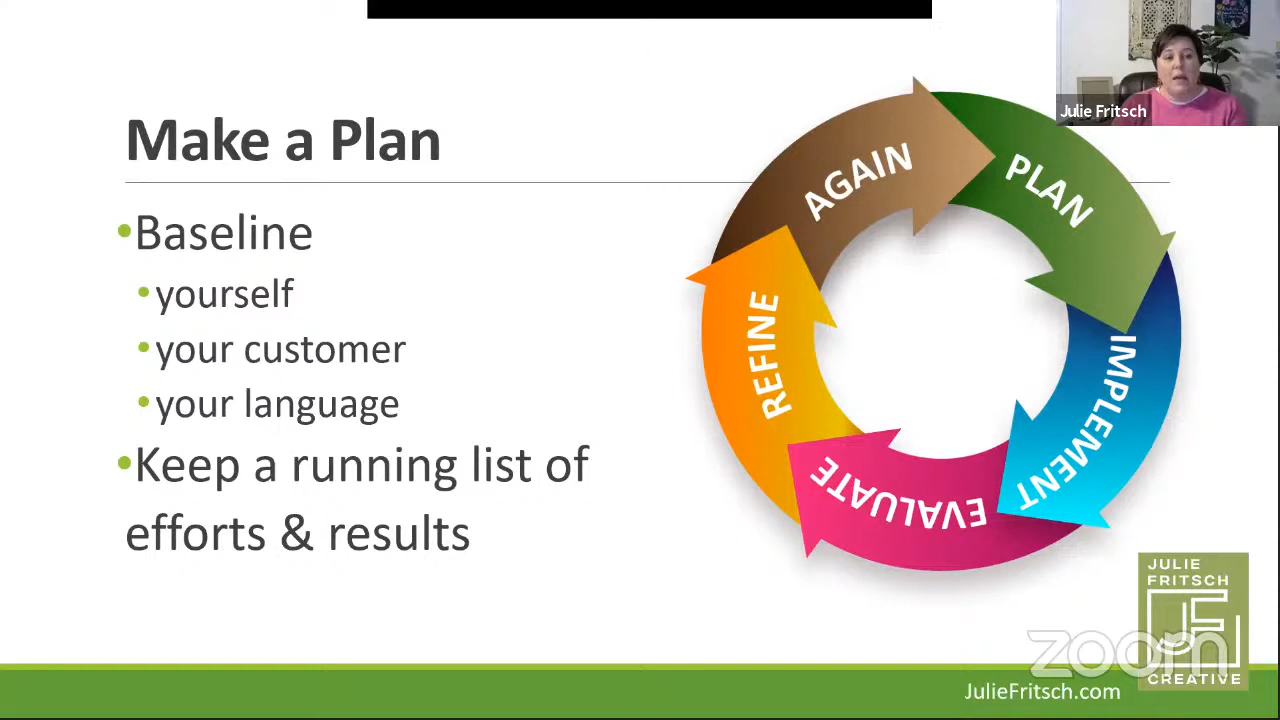 Julie Fritsch
Make a Plan
•Baseline
•yourself
•your customer
•your language
•Keep a running list of
efforts & results
AGAIN
PLAN
IMPLEMENT
EVALUATE
REFINE
JULIE
FRITSCH
JF
CREATIVE
zoom
JulieFritsch.com